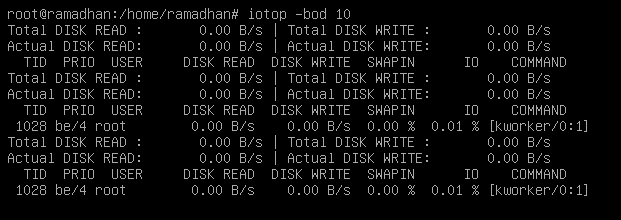 root@ramadhan:/home/ramadhan# iotop -bod 10
Total DISK READ : 0.00 B/s | Total DISK WRITE : 0.00 B/s
Actual DISK READ: 0.00 B/s | Actual DISK WRITE: 0.00 B/s
TID PRIO USER DISK READ DISK WRITE SWAPIN IO COMMAND
Total DISK READ : 0.00 B/s | Total DISK WRITE : 0.00 B/s
Actual DISK READ: 0.00 B/s | Actual DISK WRITE: 0.00 B/s
TID PRIO USER DISK READ DISK WRITE SWAPIN IO COMMAND
1028 be/4 root 0.00 B/s 0.00 B/s 0.00 % 0.01 % [kworker/0:1]
Total DISK READ : 0.00 B/s | Total DISK WRITE : 0.00 B/s
Actual DISK READ: 0.00 B/s | Actual DISK WRITE: 0.00 B/s
TID PRIO USER DISK READ DISK WRITE SWAPIN IO COMMAND
1028 be/4 root 0.00 B/s 0.00 B/s 0.00 % 0.01 % [kworker/0:1]